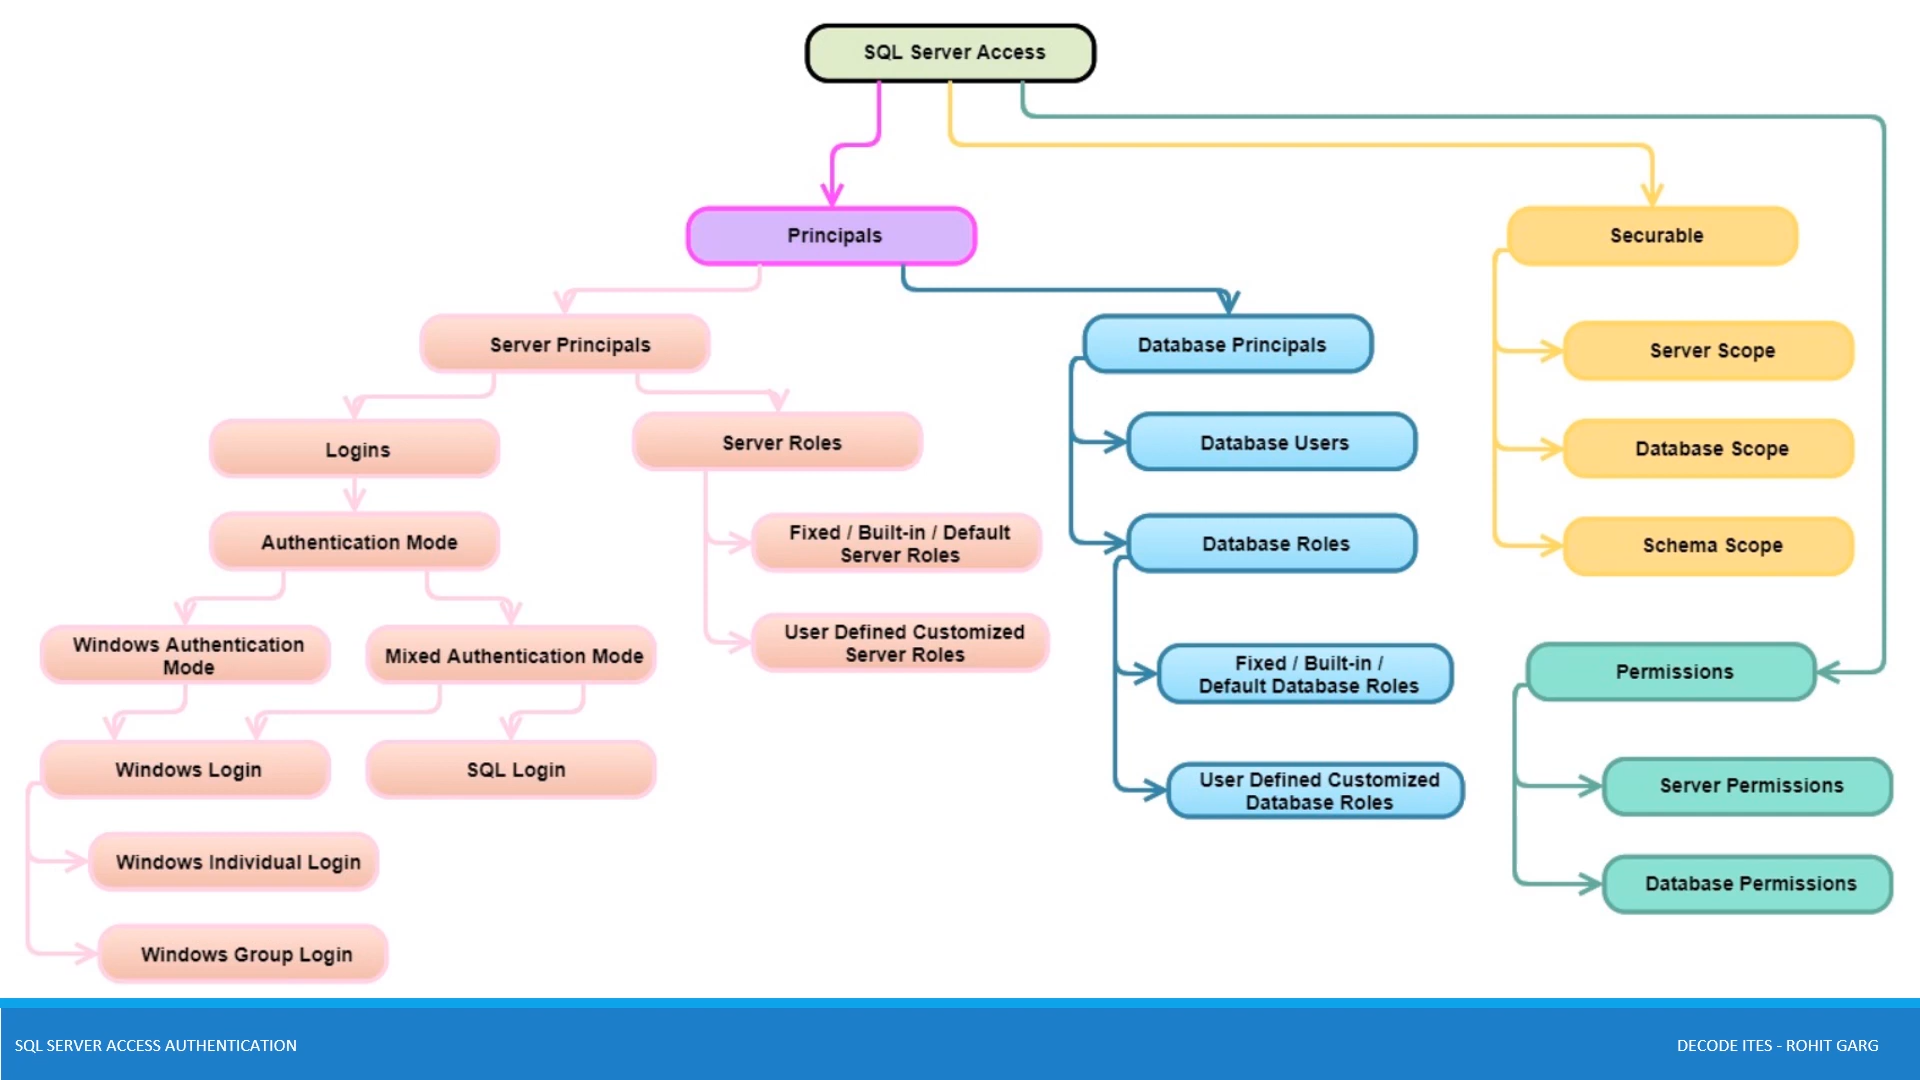 SQL Server Access
Principals
Securable
Server Principals
Database Principals
Server Scope
Logins
Server Roles
Database Users
Database Scope
Authentication Mode
Fixed / Built-in / Default
Server Roles
Database Roles
Schema Scope
Windows Authentication
Mode
Mixed Authentication Mode
User Defined Customized
Server Roles
Fixed / Built-in /
Default Database Roles
Permissions
Windows Login
SQL Login
User Defined Customized
Database Roles
Server Permissions
Windows Individual Login
Database Permissions
Windows Group Login
SQL SERVER ACCESS AUTHENTICATION
DECODE ITES - ROHIT GARG